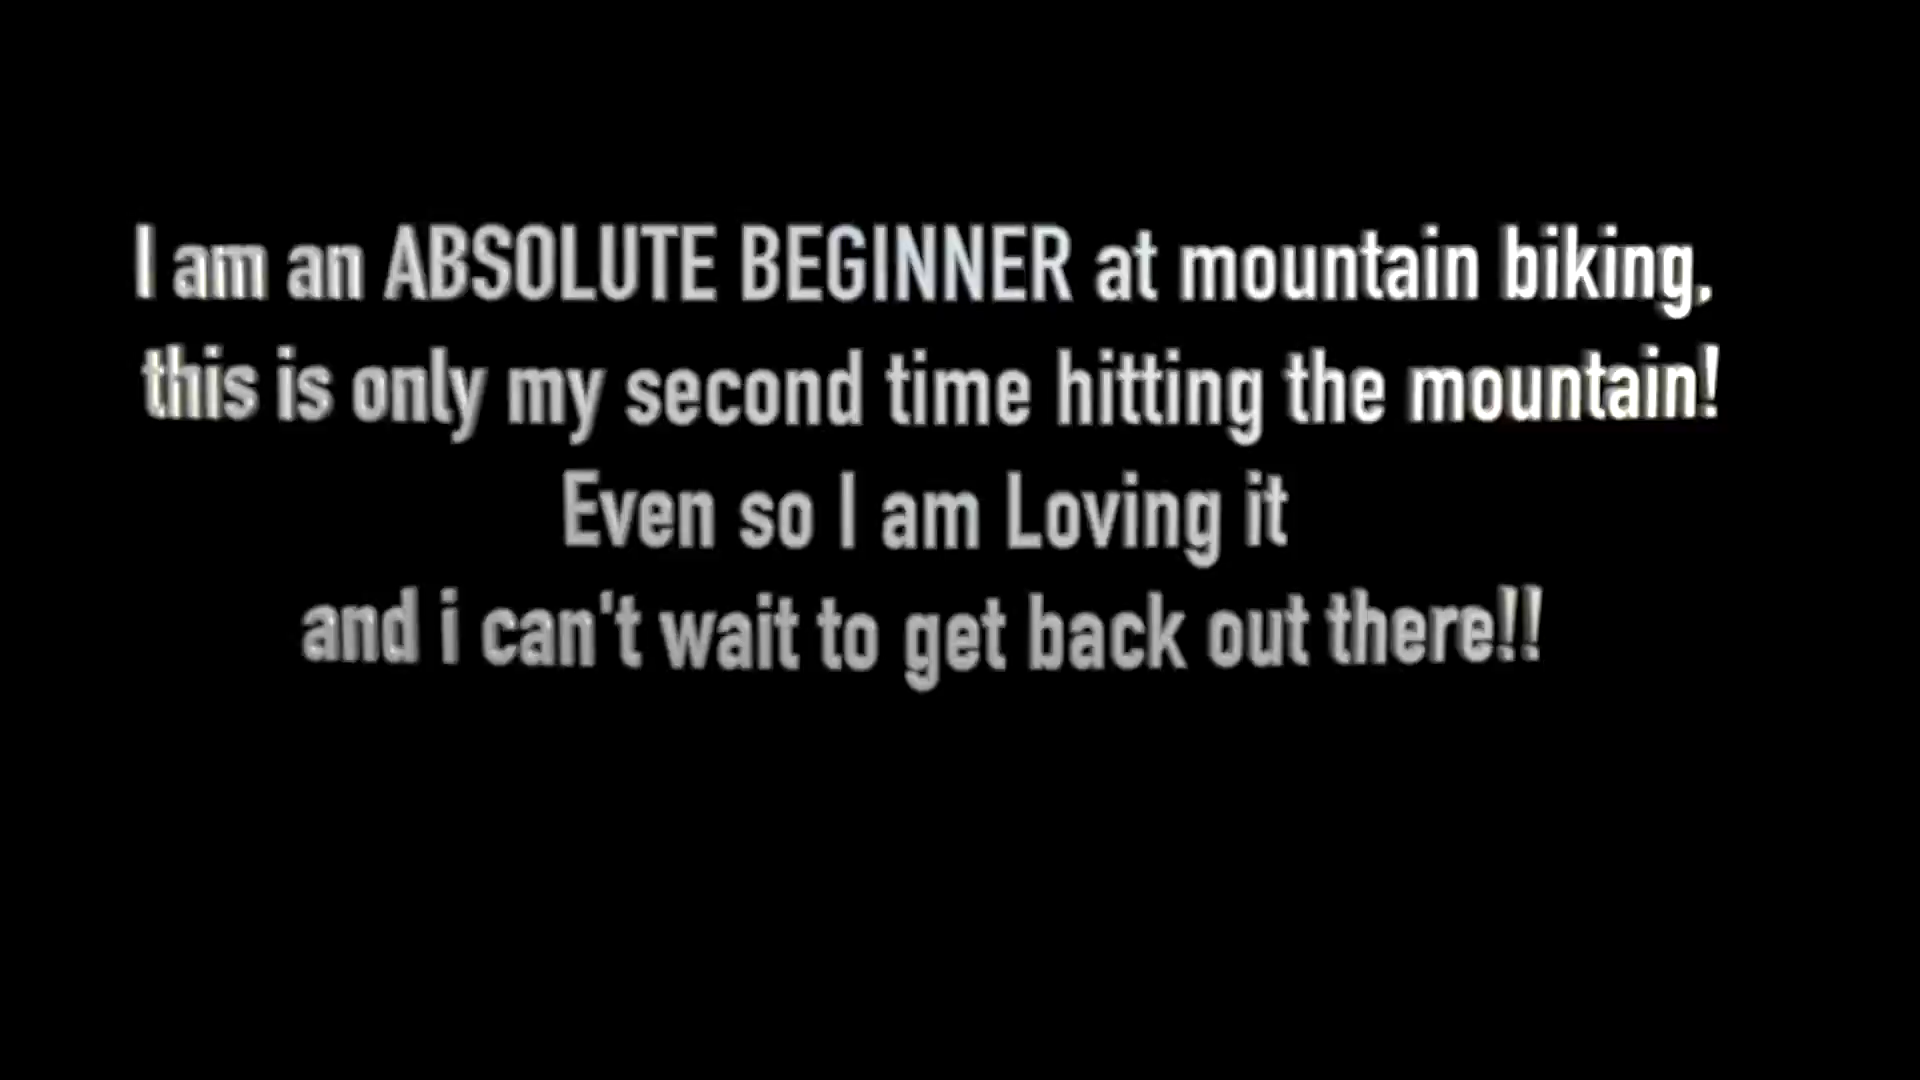 I am an ABSOLUTE BEGINNER at mountain biking,
this is only my second time hitting the mountain!
Even so I am Loving it
and i can't wait to get back out there!!